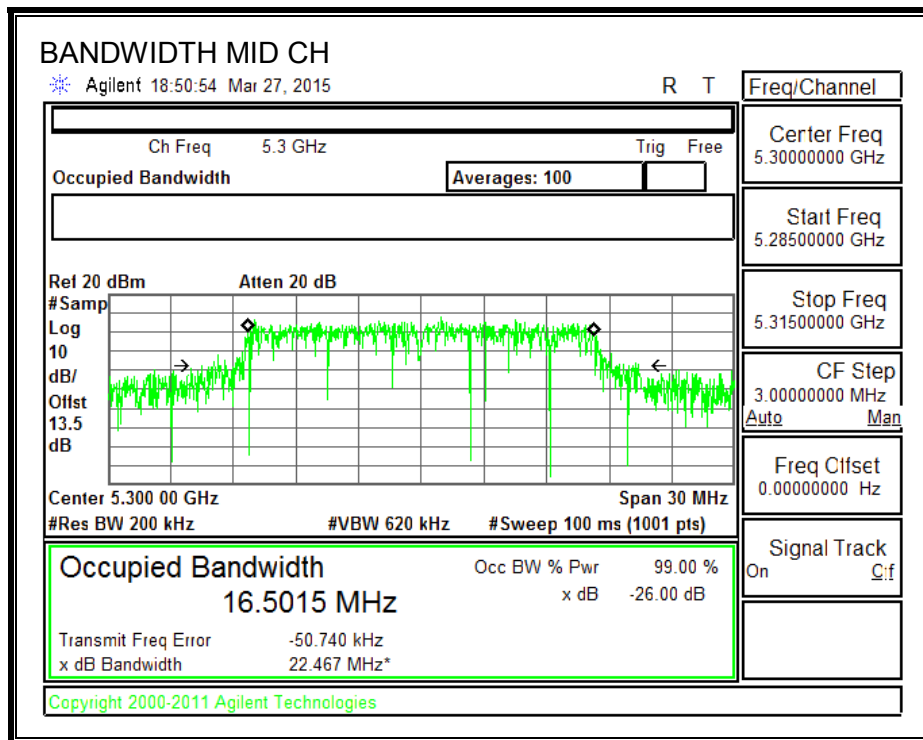 BANDWIDTH MID CH
Agilent 18:50:54 Mar 27, 2015 R T
Freq/Channel
Ch Freq 5.3 GHz Trig Free
Occupied Bandwidth Averages: 100
Center Freq
5.30000000 GHz
Start Freq
5.28500000 GHz
Stop Freq
5.31500000 GHz
CF Step
3.00000000 MHz
Auto Man
Freq Offset
0.00000000 Hz
Signal Track
On Off
Ref 20 dBm Atten 20 dB
#Samp
Log
10
dB/
Offst
13.5
dB
Center 5.300 00 GHz Span 30 MHz
#Res BW 200 kHz #VBW 620 kHz #Sweep 100 ms (1001 pts)
Occupied Bandwidth Occ BW % Pwr 99.00 %
16.5015 MHz x dB -26.00 dB
Transmit Freq Error -50.740 kHz
x dB Bandwidth 22.467 MHz*
Copyright 2000-2011 Agilent Technologies